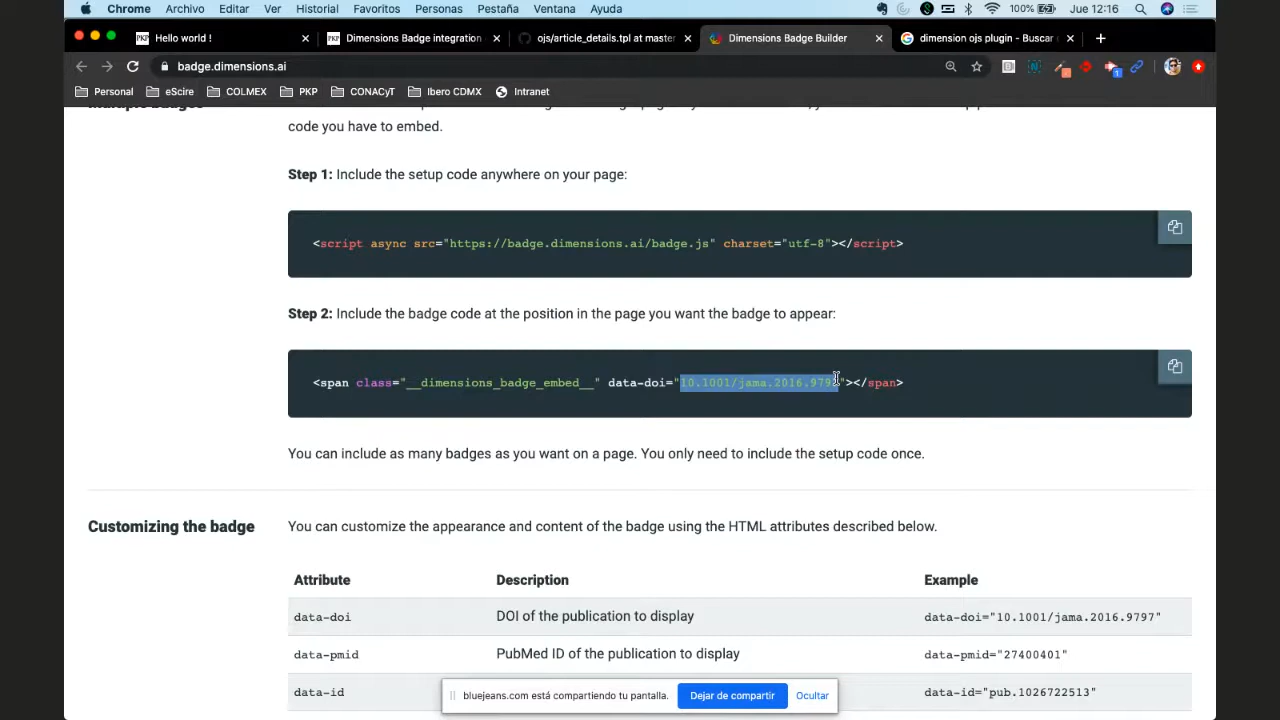 Chrome Archivo Editar Ver Historial Favoritos Personas Pestaña Ventana Ayuda 100% Jue 12:16
PKP Hello world ! PKP Dimensions Badge integration ojs/article_details.tpl at master Dimensions Badge Builder dimension ojs plugin - Buscar
badge.dimensions.ai
Personal eScire COLMEX PKP CONACyT Ibero CDMX Intranet
code you have to embed.
Step 1: Include the setup code anywhere on your page:
<script async src="https://badge.dimensions.ai/badge.js" charset="utf-8"></script>
Step 2: Include the badge code at the position in the page you want the badge to appear:
<span class="__dimensions_badge_embed__" data-doi="10.1001/jama.2016.9797"></span>
You can include as many badges as you want on a page. You only need to include the setup code once.
Customizing the badge You can customize the appearance and content of the badge using the HTML attributes described below.
Attribute Description Example
data-doi DOI of the publication to display data-doi="10.1001/jama.2016.9797"
data-pmid PubMed ID of the publication to display data-pmid="27400401"
data-id data-id="pub.1026722513"
bluejeans.com está compartiendo tu pantalla. Dejar de compartir Ocultar